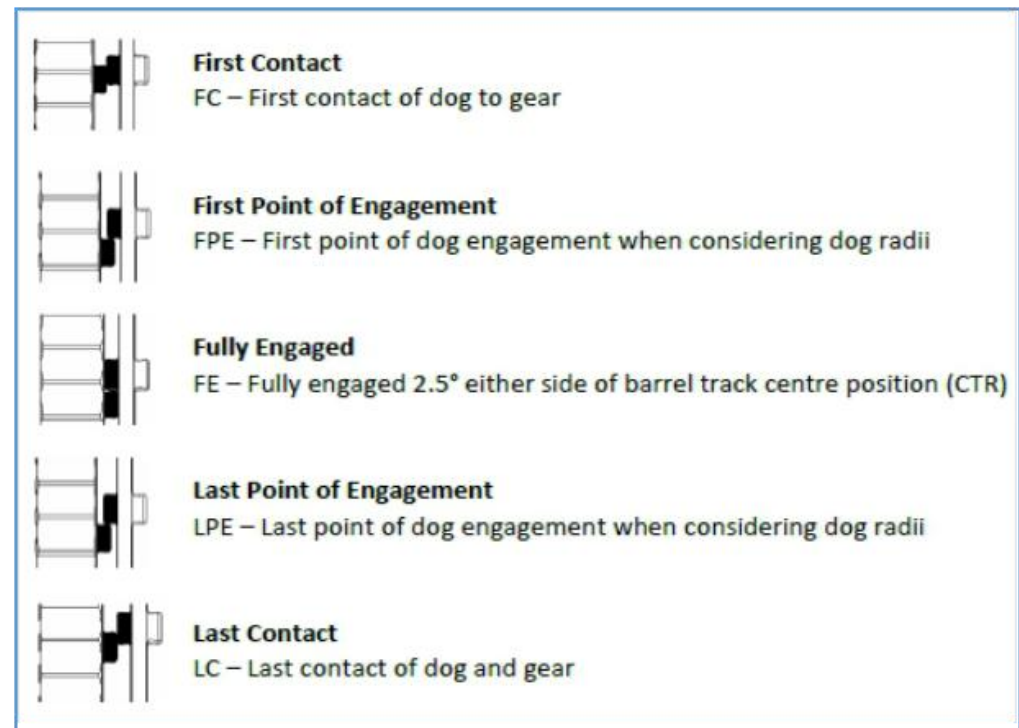 First Contact
FC – First contact of dog to gear
First Point of Engagement
FPE – First point of dog engagement when considering dog radii
Fully Engaged
FE – Fully engaged 2.5° either side of barrel track centre position (CTR)
Last Point of Engagement
LPE – Last point of dog engagement when considering dog radii
Last Contact
LC – Last contact of dog and gear